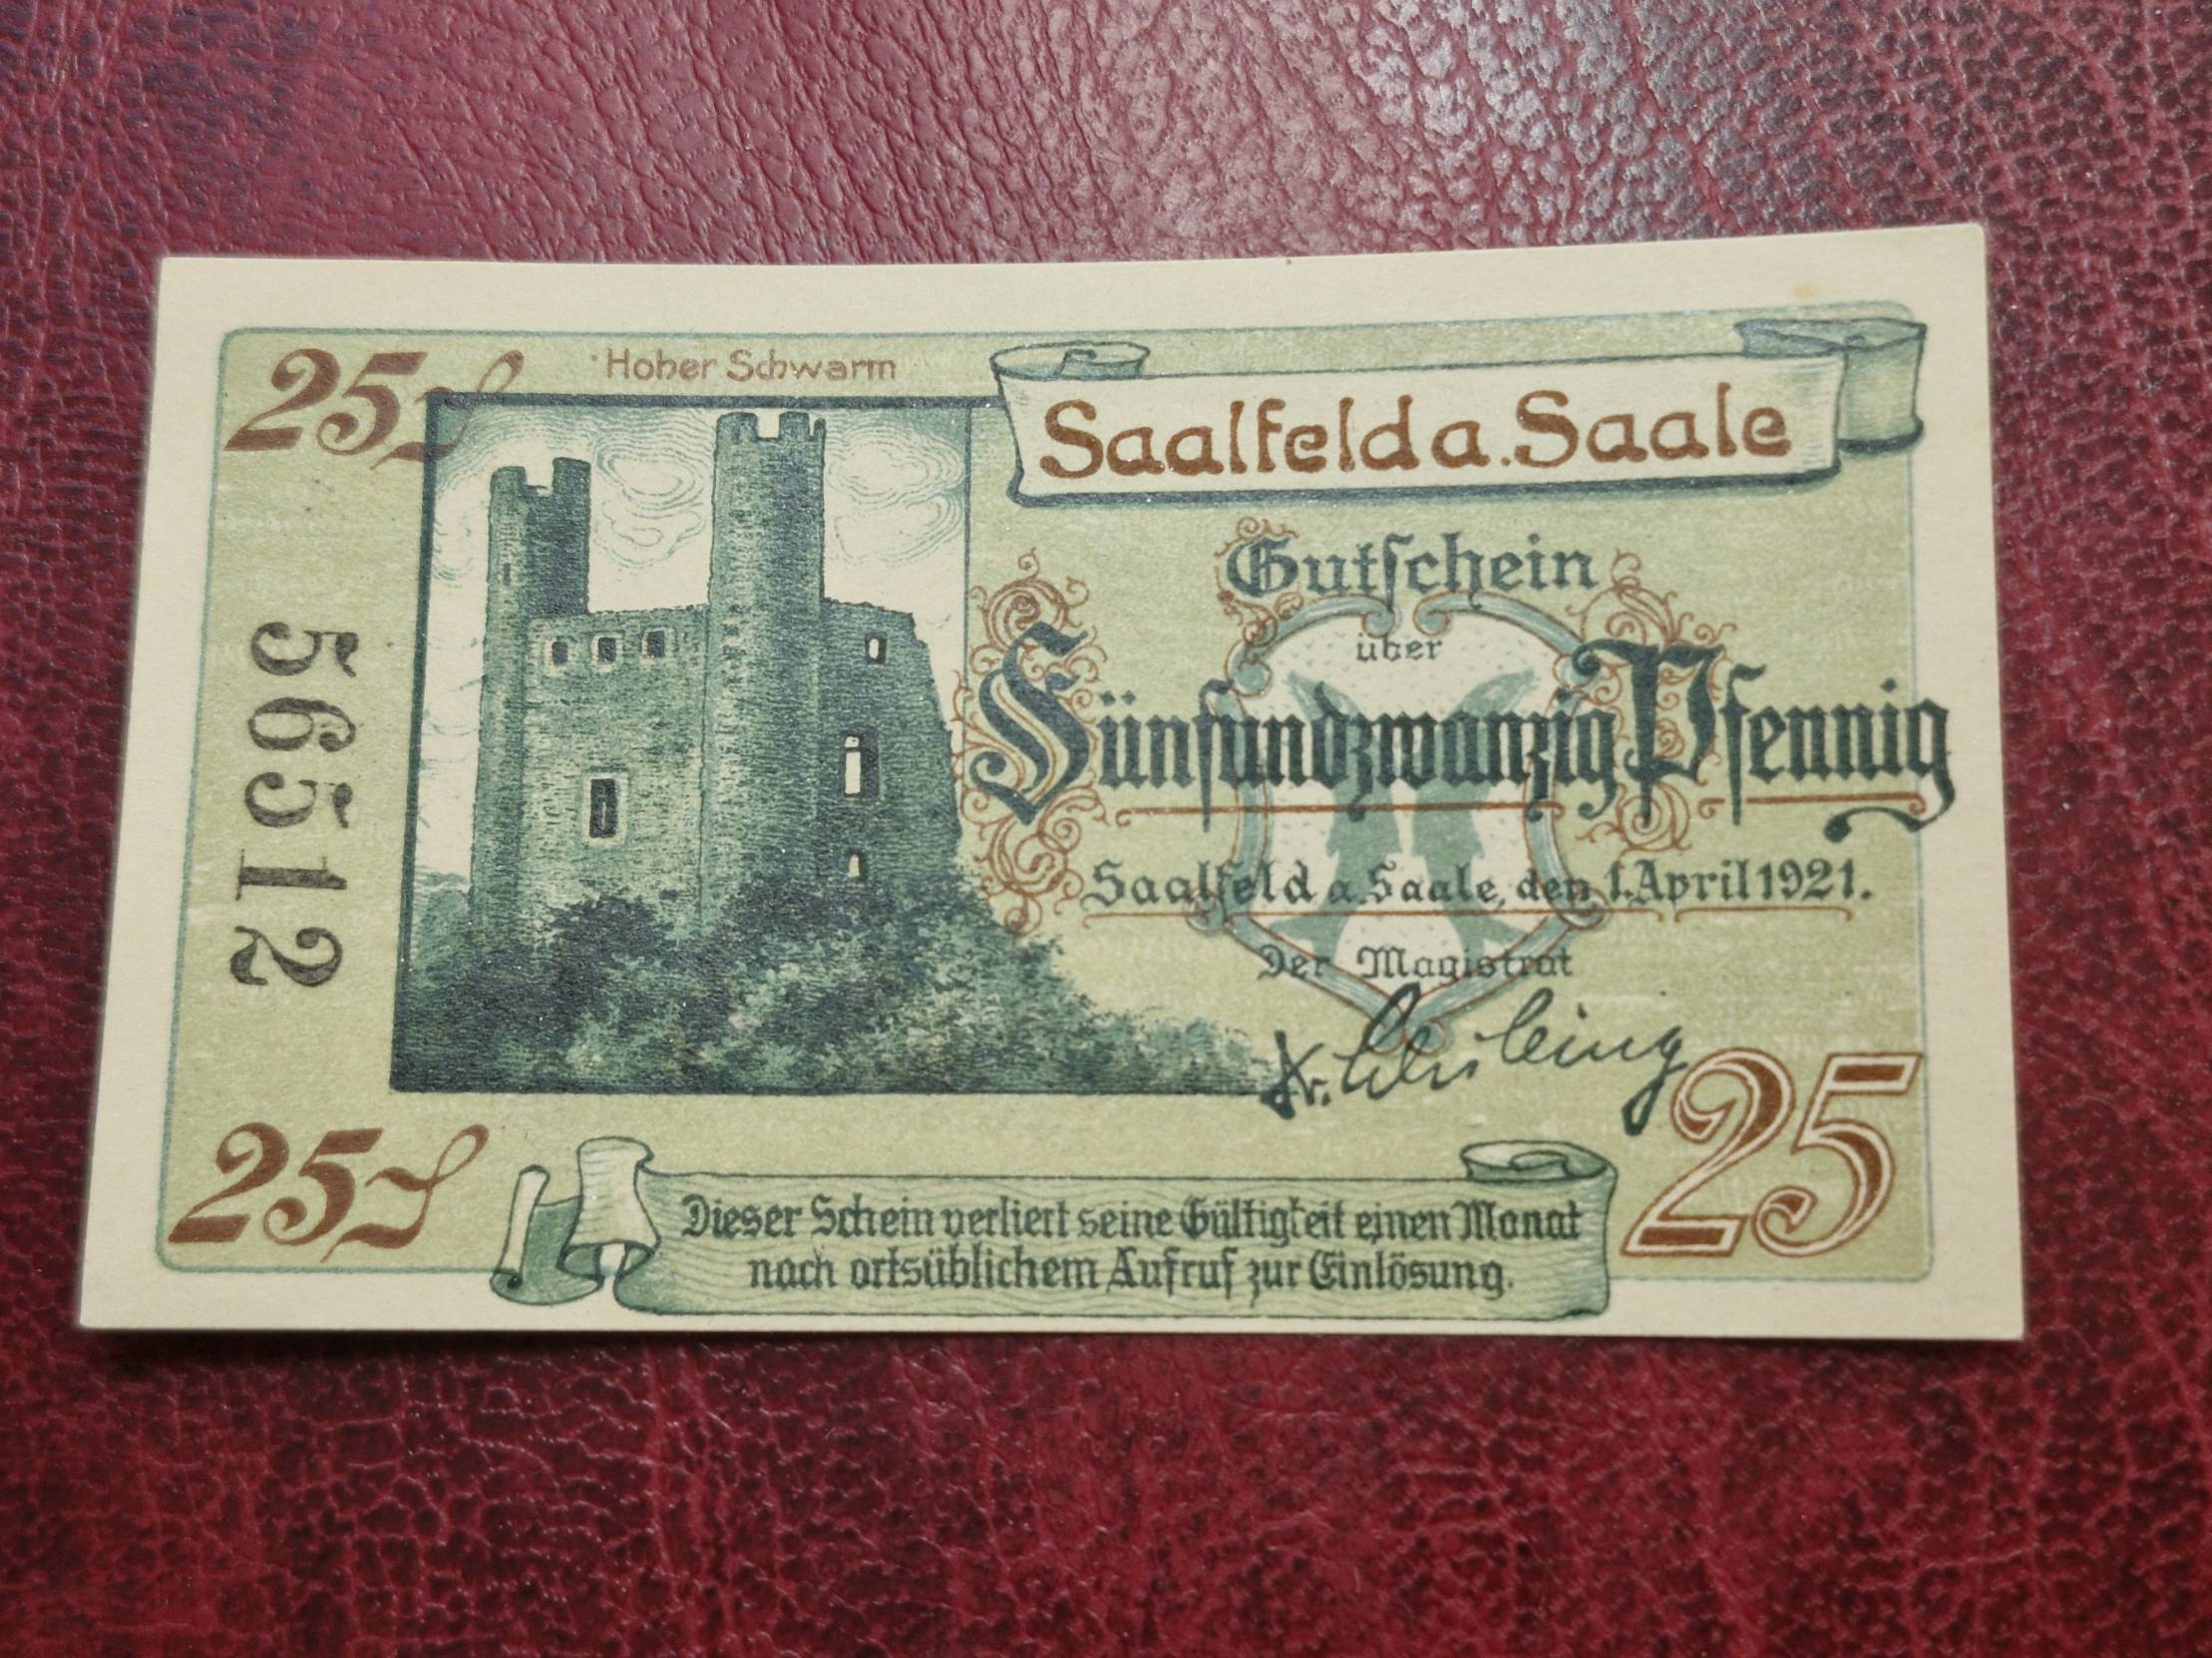 25₰
Hoher Schwarm
Saalfeld a. Saale
Gutschein
über
Fünfundzwanzig Pfennig
Saalfeld a. Saale, den 1. April 1921.
Der Magistrat
56512
25
25₰
Dieser Schein verliert seine Gültigkeit einen Monat
nach ortsüblichem Aufruf zur Einlösung.